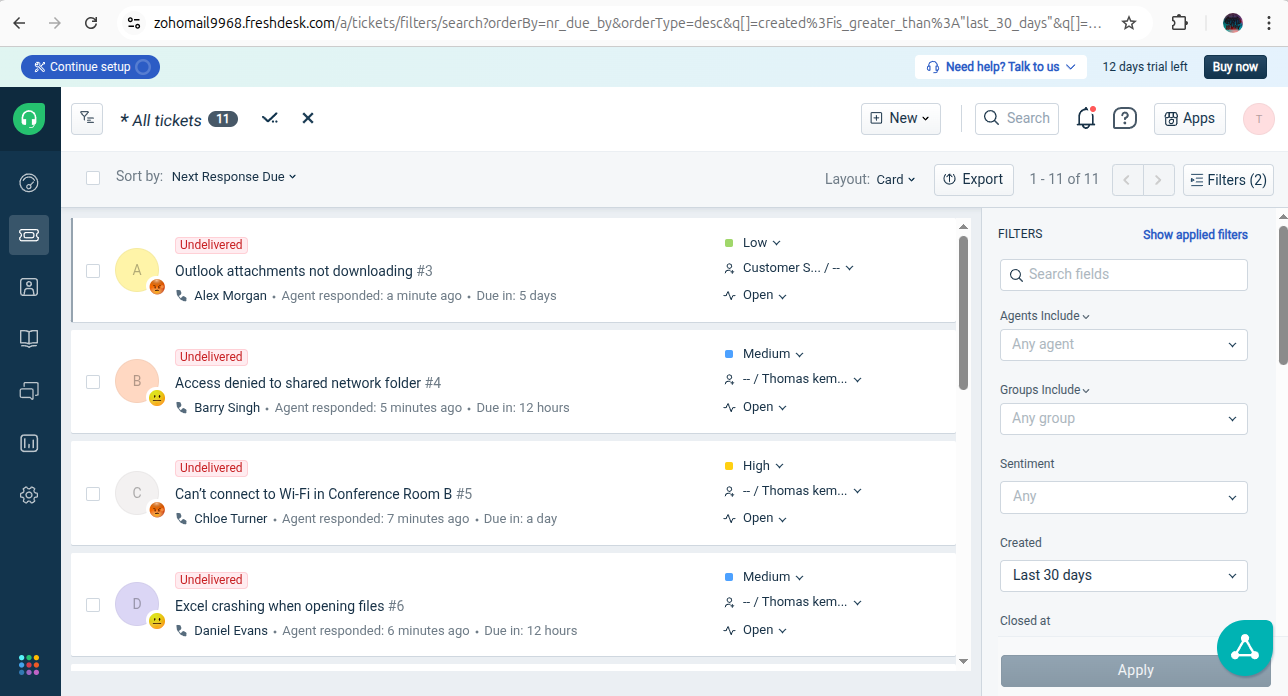 zohomail9968.freshdesk.com/a/tickets/filters/search?orderBy=nr_due_by&orderType=desc&q[]=created%3Fis_greater_than%3A"last_30_days"&q[]=...
Continue setup
Need help? Talk to us
12 days trial left
Buy now
* All tickets 11
New
Search
Apps
T
Sort by: Next Response Due
Layout: Card
Export
1 - 11 of 11
Filters (2)
Undelivered
A
Outlook attachments not downloading #3
Alex Morgan • Agent responded: a minute ago • Due in: 5 days
Low
Customer S... / --
Open
Undelivered
B
Access denied to shared network folder #4
Barry Singh • Agent responded: 5 minutes ago • Due in: 12 hours
Medium
-- / Thomas kem...
Open
Undelivered
C
Can’t connect to Wi-Fi in Conference Room B #5
Chloe Turner • Agent responded: 7 minutes ago • Due in: a day
High
-- / Thomas kem...
Open
Undelivered
D
Excel crashing when opening files #6
Daniel Evans • Agent responded: 6 minutes ago • Due in: 12 hours
Medium
-- / Thomas kem...
Open
FILTERS
Show applied filters
Search fields
Agents Include
Any agent
Groups Include
Any group
Sentiment
Any
Created
Last 30 days
Closed at
Apply